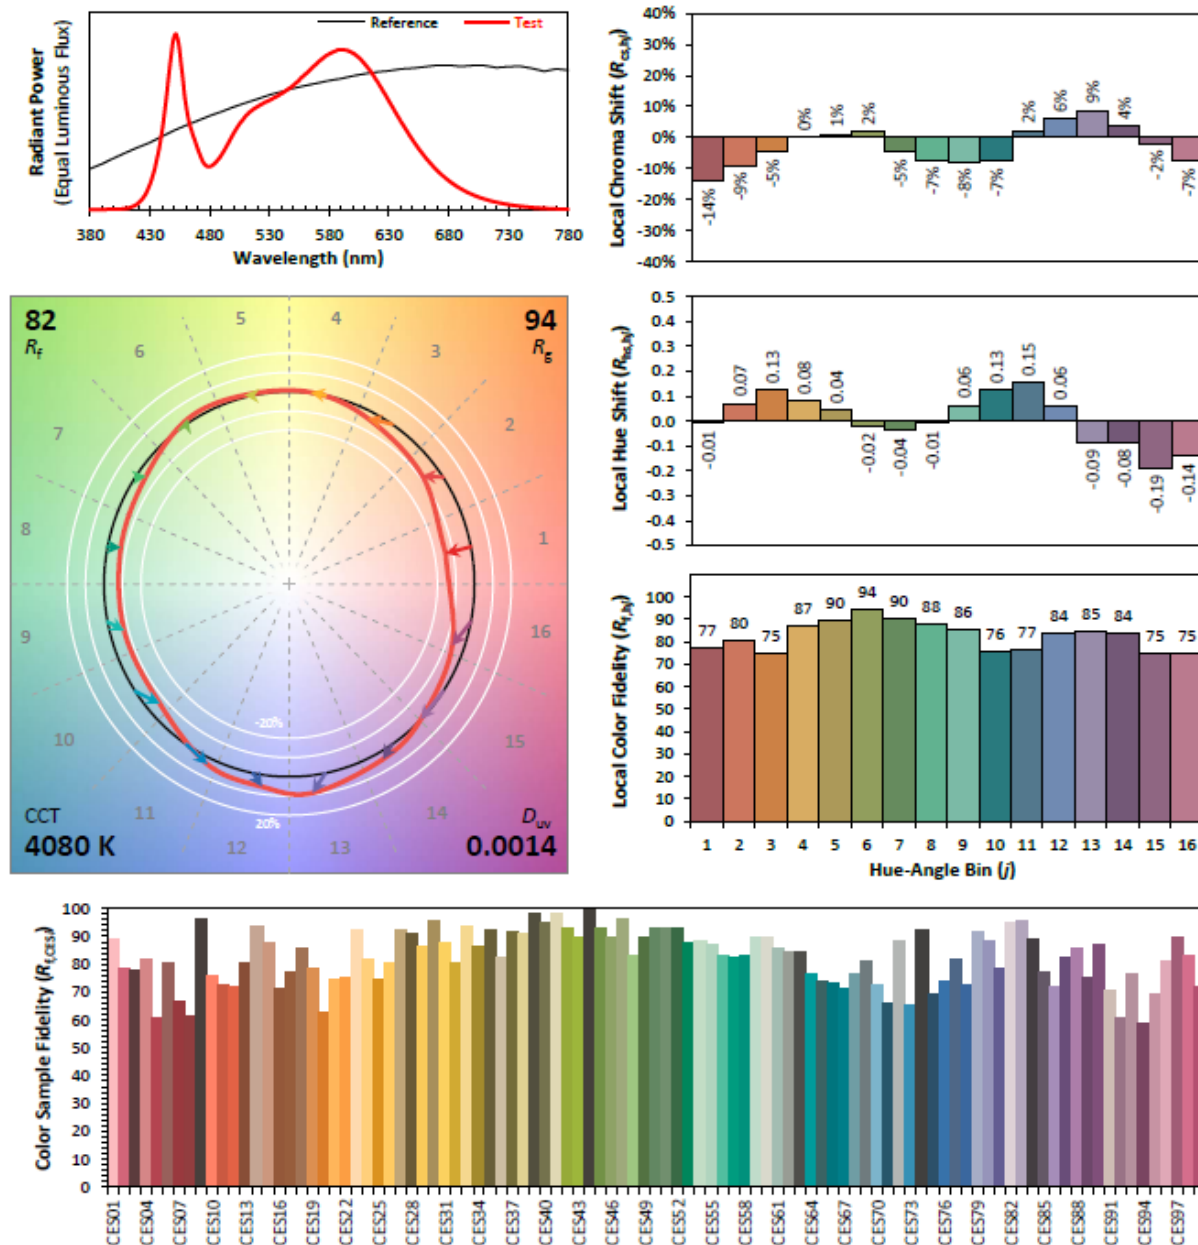 Radiant Power
(Equal Luminous Flux)
Reference
Test
380 430 480 530 580 630 680 730 780
Wavelength (nm)
Local Chroma Shift (Rcs,hj)
40%
30%
20%
10%
0%
-10%
-20%
-30%
-40%
-14% -9% -5% 0% 1% 2% -5% -7% -8% -7% 2% 6% 9% 4% -2% -7%
82
Rf
94
Rg
5 4
6 3
7 2
8 1
9 16
10 15
11 14
12 13
-20%
20%
CCT
4080 K
Duv
0.0014
Local Hue Shift (Rhs,hj)
0.5
0.4
0.3
0.2
0.1
0.0
-0.1
-0.2
-0.3
-0.4
-0.5
-0.01 0.07 0.13 0.08 0.04 -0.02 -0.04 -0.01 0.06 0.13 0.15 0.06 -0.09 -0.08 -0.19 -0.14
Local Color Fidelity (Rf,hj)
100
90
80
70
60
50
40
30
20
10
0
77 80 75 87 90 94 90 88 86 76 77 84 85 84 75 75
1 2 3 4 5 6 7 8 9 10 11 12 13 14 15 16
Hue-Angle Bin (j)
Color Sample Fidelity (Rf,CESi)
100
90
80
70
60
50
40
30
20
10
0
CES01 CES04 CES07 CES10 CES13 CES16 CES19 CES22 CES25 CES28 CES31 CES34 CES37 CES40 CES43 CES46 CES49 CES52 CES55 CES58 CES61 CES64 CES67 CES70 CES73 CES76 CES79 CES82 CES85 CES88 CES91 CES94 CES97